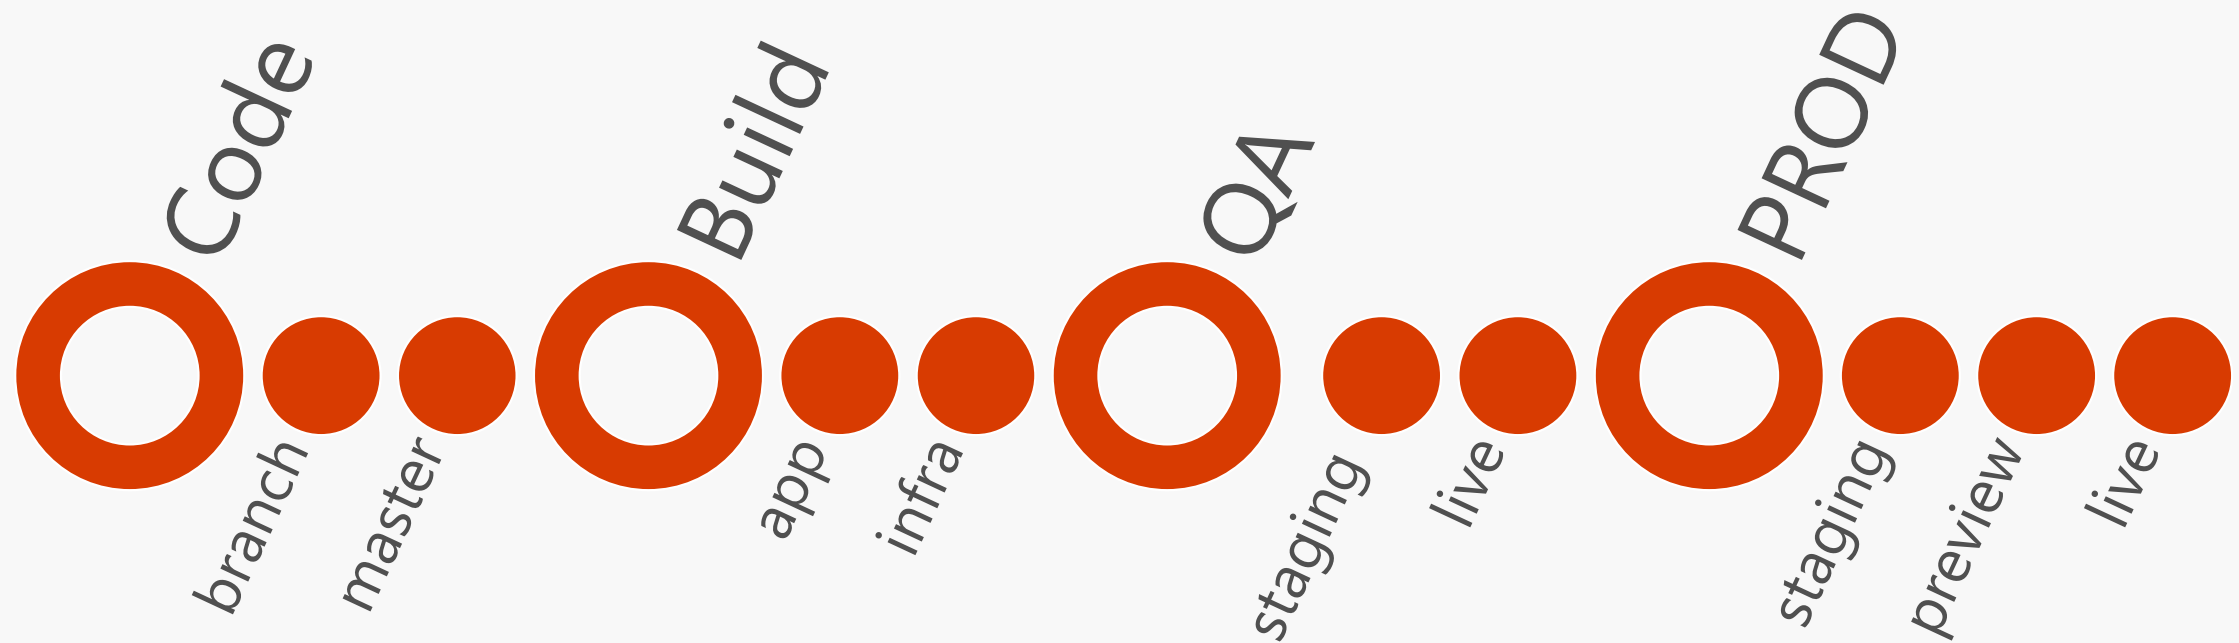 Code
branch
master
Build
app
infra
QA
staging
live
PROD
staging
preview
live